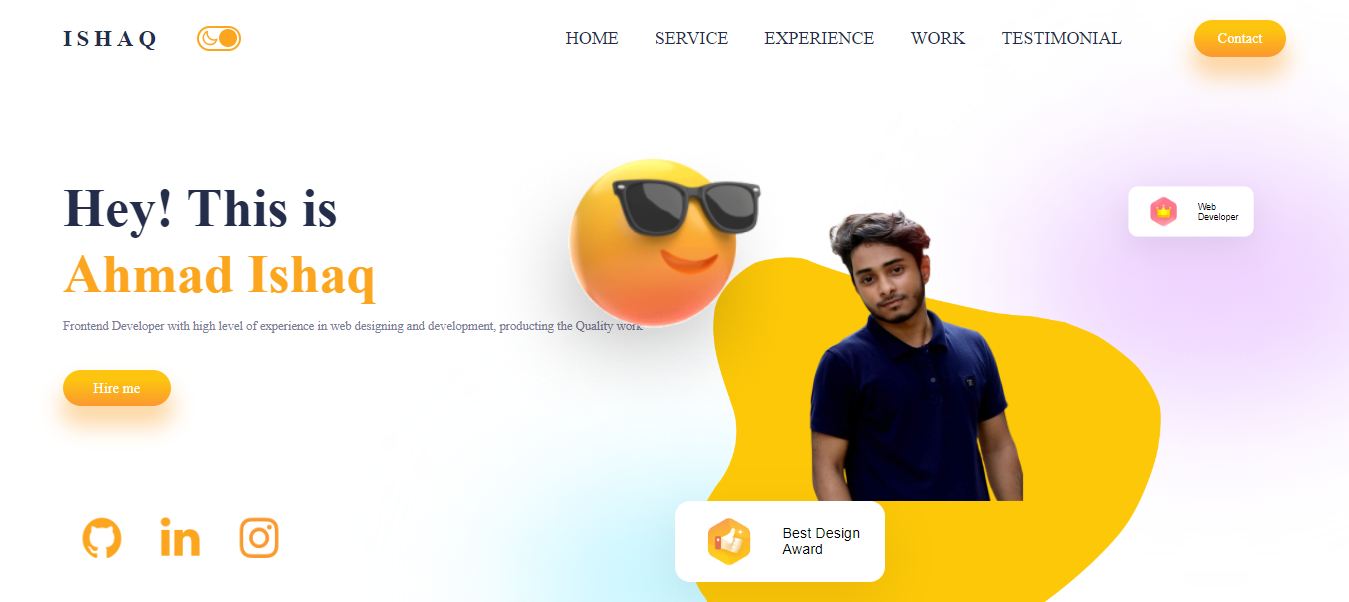 ISHAQ
HOME SERVICE EXPERIENCE WORK TESTIMONIAL Contact
Hey! This is
Ahmad Ishaq
Frontend Developer with high level of experience in web designing and development, producting the Quality work
Hire me
Web
Developer
Best Design
Award